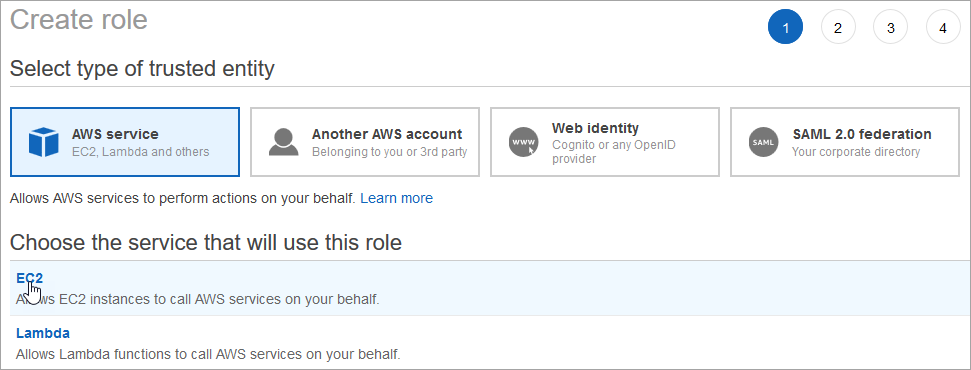 Create role
1 2 3 4
Select type of trusted entity
AWS service
EC2, Lambda and others
Another AWS account
Belonging to you or 3rd party
www
Web identity
Cognito or any OpenID
provider
SAML
SAML 2.0 federation
Your corporate directory
Allows AWS services to perform actions on your behalf. Learn more
Choose the service that will use this role
EC2
Allows EC2 instances to call AWS services on your behalf.
Lambda
Allows Lambda functions to call AWS services on your behalf.